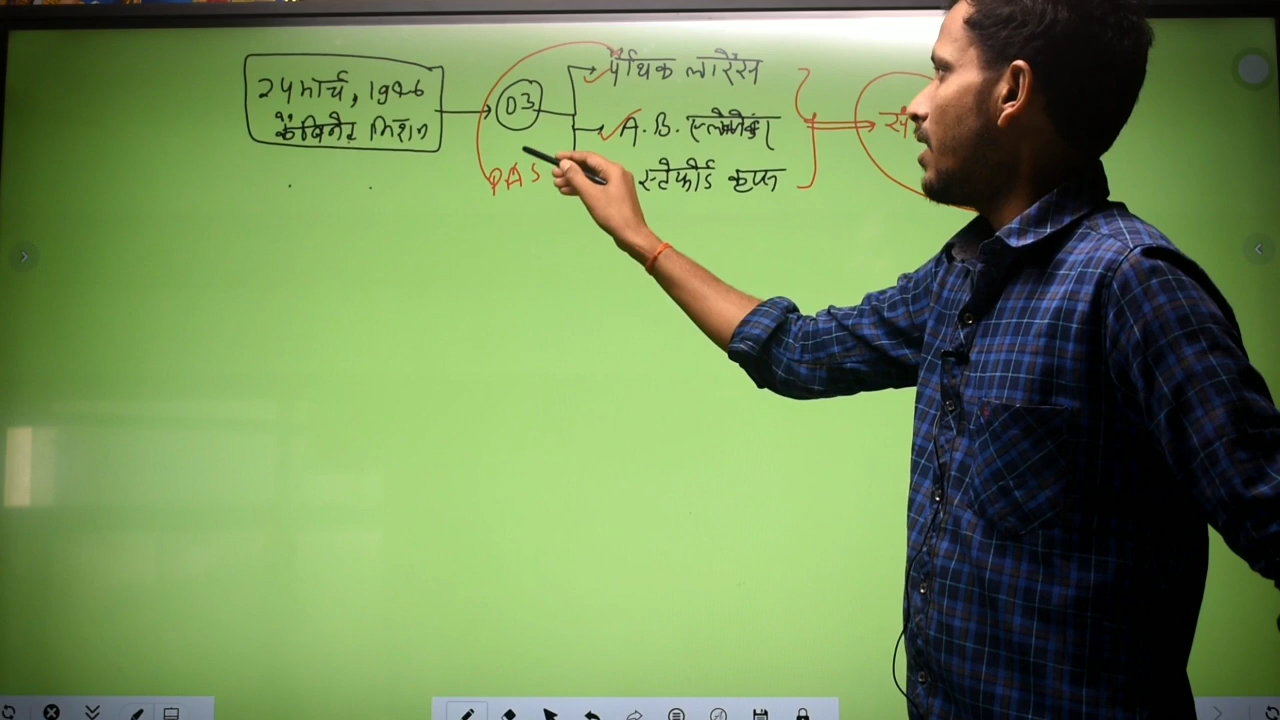 24 मार्च, 1946
कैबिनेट मिशन
03
PAS
पैथिक लारेंस
A. B. एलेक्जेंडर
स्टेफोर्ड क्रिप्स
सं